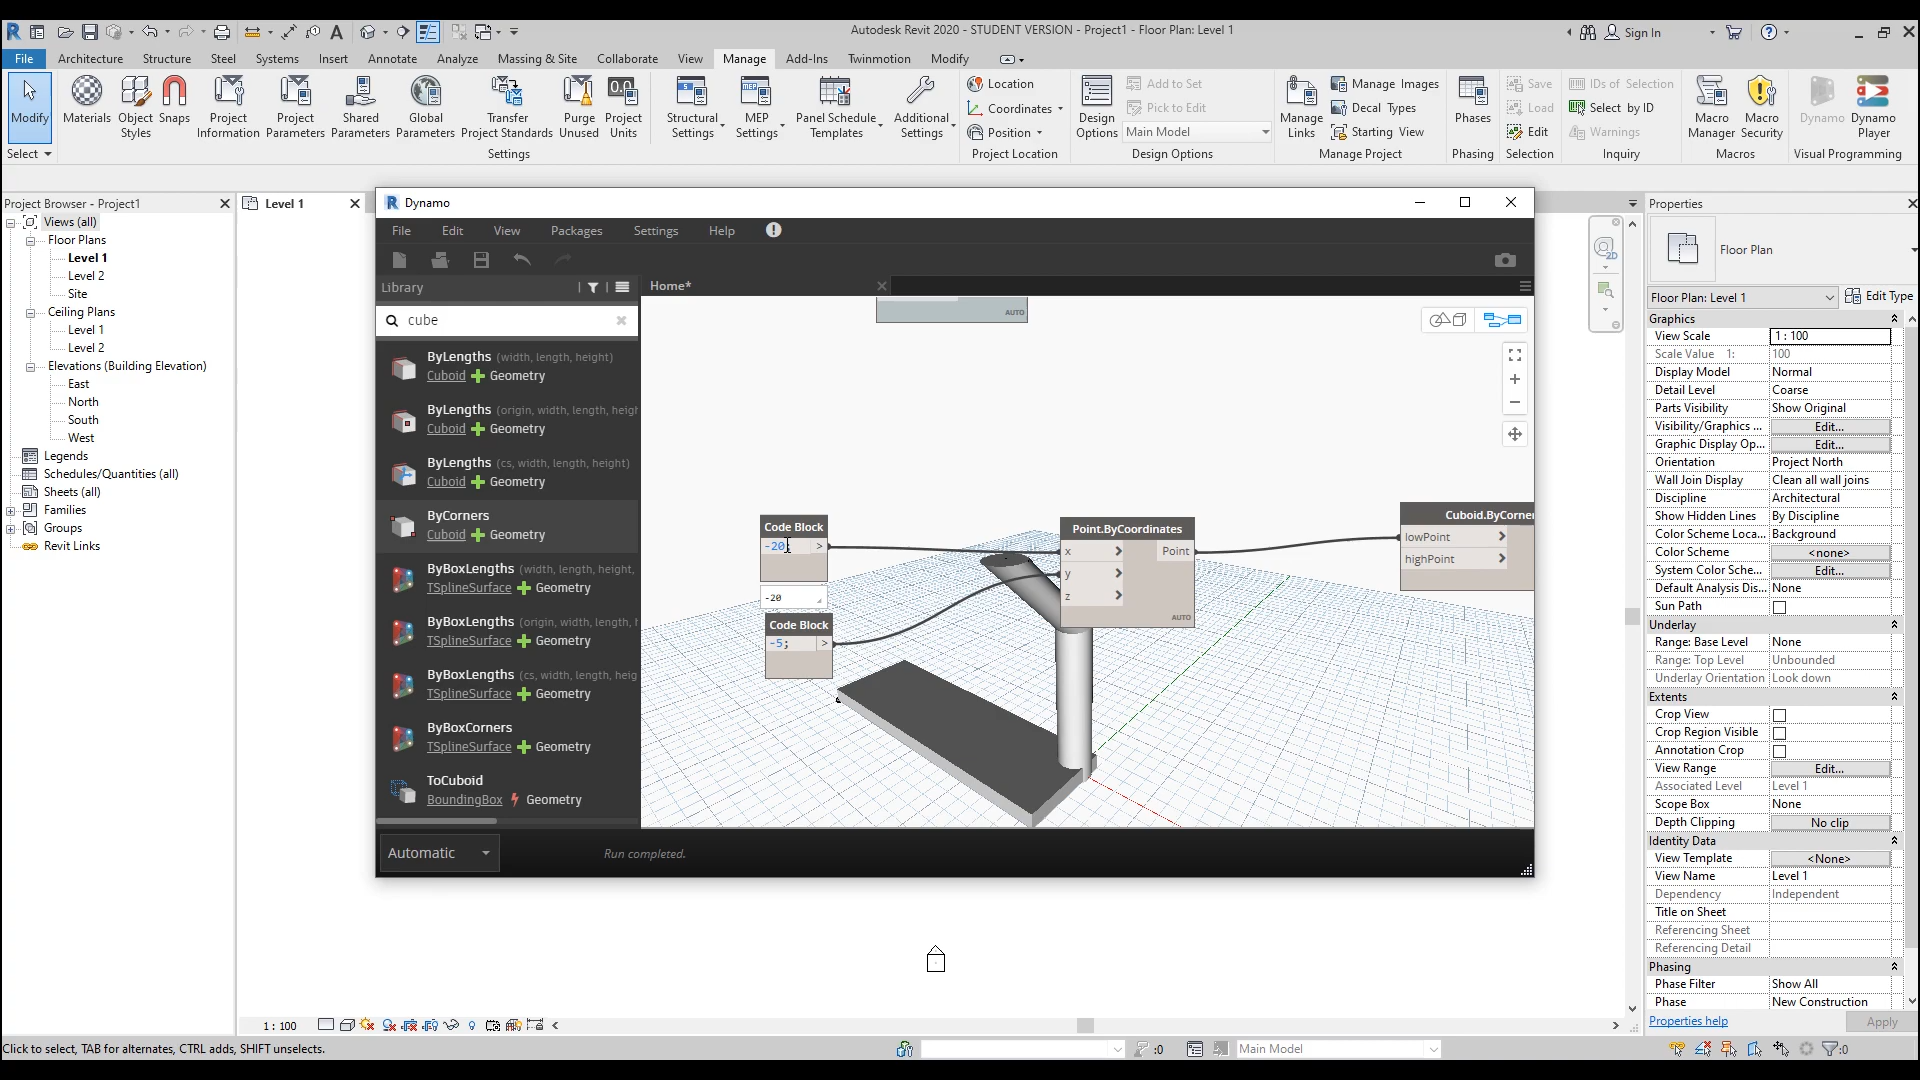 Autodesk Revit 2020 - STUDENT VERSION - Project1 - Floor Plan: Level 1
Sign In
File Architecture Structure Steel Systems Insert Annotate Analyze Massing & Site Collaborate View Manage Add-Ins Twinmotion Modify
Modify
Materials
Object Styles
Snaps
Project Information
Project Parameters
Shared Parameters
Global Parameters
Transfer Project Standards
Purge Unused
Project Units
Structural Settings
MEP Settings
Panel Schedule Templates
Additional Settings
Location
Coordinates
Position
Design Options
Add to Set
Pick to Edit
Main Model
Manage Links
Manage Images
Decal Types
Starting View
Phases
Save
Load
Edit
IDs of Selection
Select by ID
Warnings
Macro Manager
Macro Security
Dynamo
Dynamo Player
Select Settings Project Location Design Options Manage Project Phasing Selection Inquiry Macros Visual Programming
Project Browser - Project1
Views (all)
Floor Plans
Level 1
Level 2
Site
Ceiling Plans
Level 1
Level 2
Elevations (Building Elevation)
East
North
South
West
Legends
Schedules/Quantities (all)
Sheets (all)
Families
Groups
Revit Links
Level 1
Dynamo
File Edit View Packages Settings Help
Library
Home*
cube
ByLengths (width, length, height)
Cuboid Geometry
ByLengths (origin, width, length, heigh
Cuboid Geometry
ByLengths (cs, width, length, height)
Cuboid Geometry
ByCorners
Cuboid Geometry
ByBoxLengths (width, length, height,
TSplineSurface Geometry
ByBoxLengths (origin, width, length, h
TSplineSurface Geometry
ByBoxLengths (cs, width, length, heig
TSplineSurface Geometry
ByBoxCorners
TSplineSurface Geometry
ToCuboid
BoundingBox Geometry
AUTO
Code Block
-20; >
-20
Code Block
-5; >
Point.ByCoordinates
x > Point
y >
z >
AUTO
Cuboid.ByCorner
lowPoint >
highPoint >
Automatic
Run completed.
Properties
Floor Plan
Floor Plan: Level 1 Edit Type
Graphics
View Scale 1 : 100
Scale Value 1: 100
Display Model Normal
Detail Level Coarse
Parts Visibility Show Original
Visibility/Graphics ... Edit...
Graphic Display Op... Edit...
Orientation Project North
Wall Join Display Clean all wall joins
Discipline Architectural
Show Hidden Lines By Discipline
Color Scheme Loca... Background
Color Scheme <none>
System Color Sche... Edit...
Default Analysis Dis... None
Sun Path
Underlay
Range: Base Level None
Range: Top Level Unbounded
Underlay Orientation Look down
Extents
Crop View
Crop Region Visible
Annotation Crop
View Range Edit...
Associated Level Level 1
Scope Box None
Depth Clipping No clip
Identity Data
View Template <None>
View Name Level 1
Dependency Independent
Title on Sheet
Referencing Sheet
Referencing Detail
Phasing
Phase Filter Show All
Phase New Construction
Properties help Apply
1 : 100
Click to select, TAB for alternates, CTRL adds, SHIFT unselects.
:0
Main Model
:0